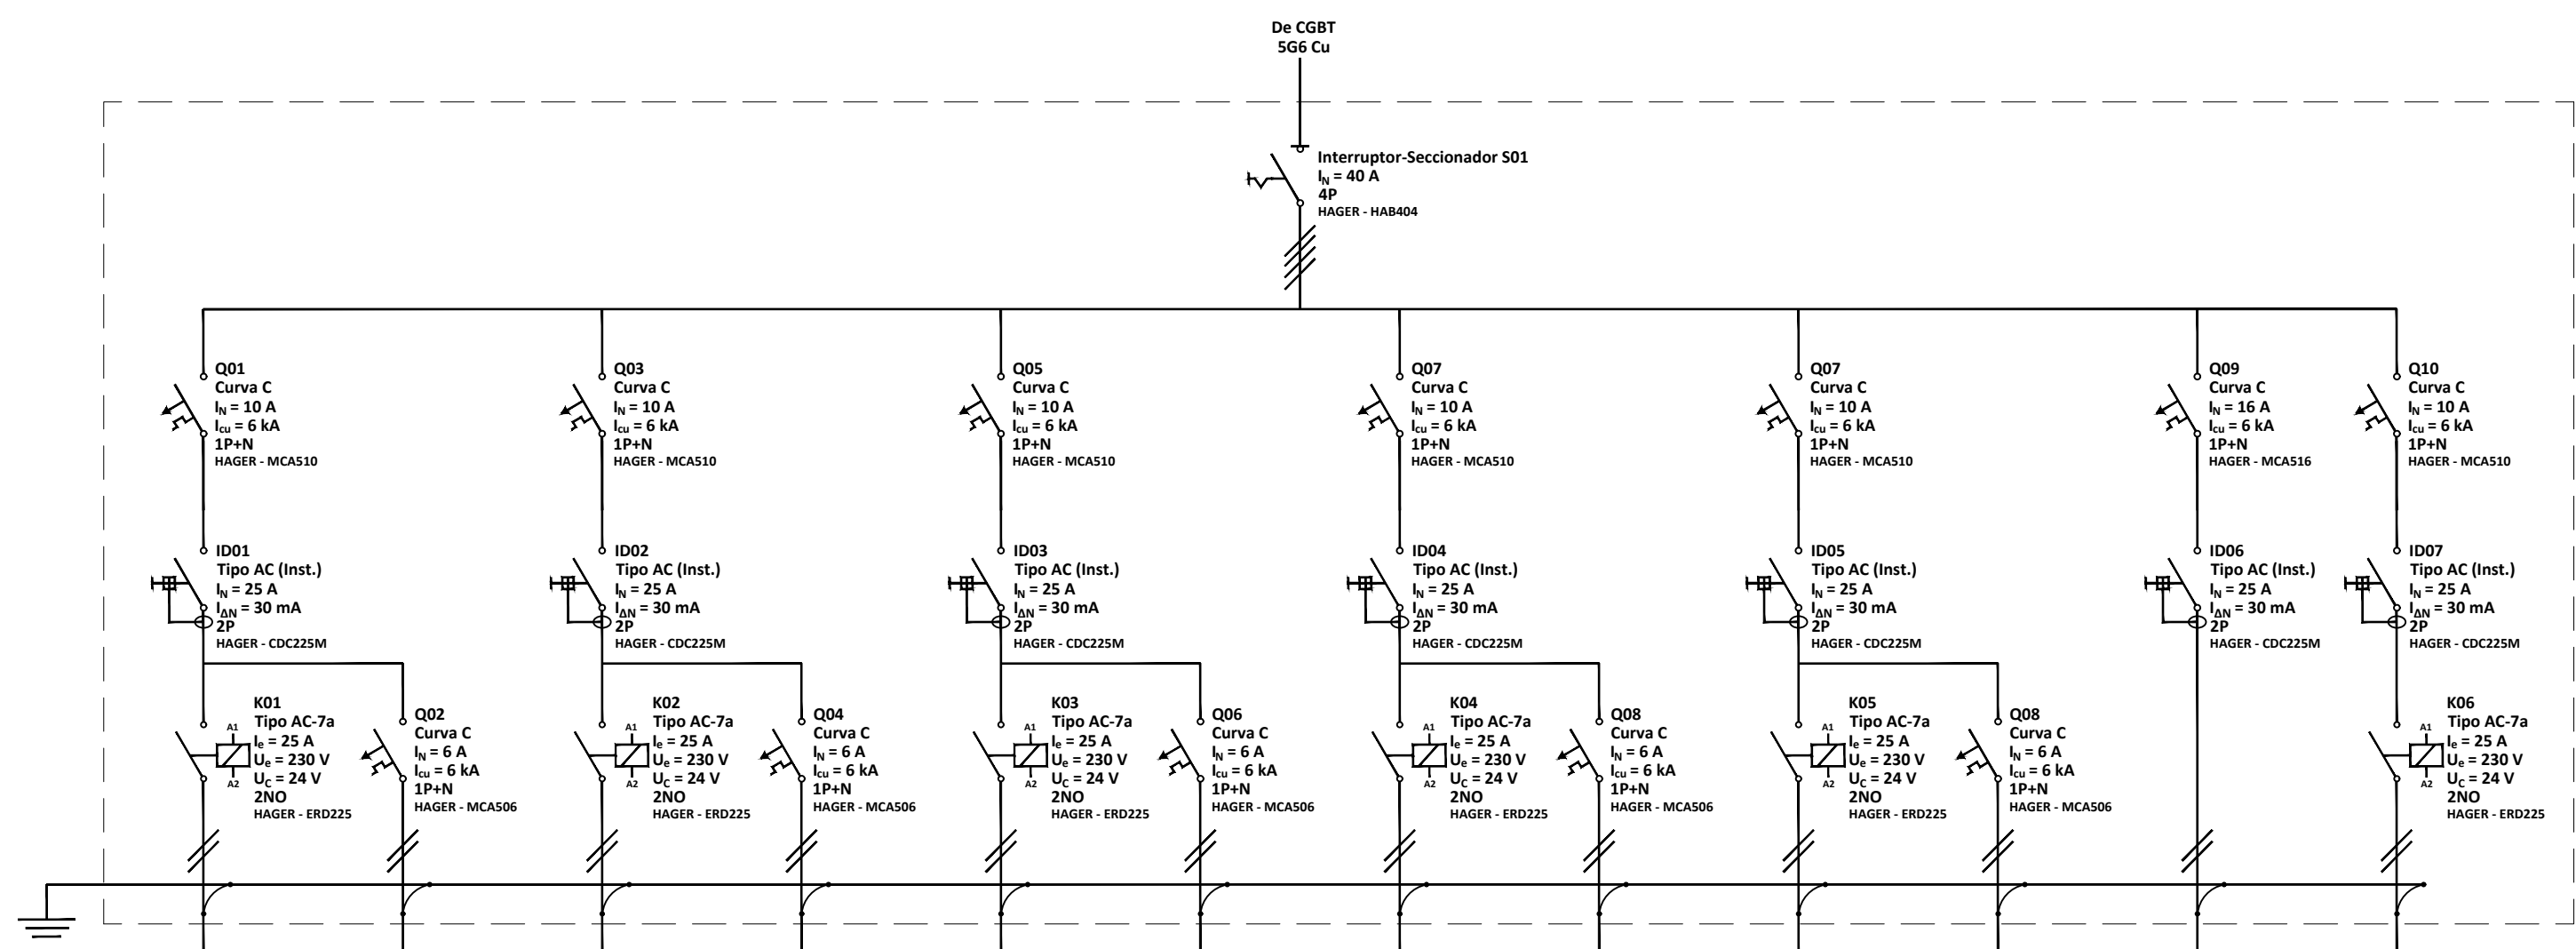 De CGBT
5G6 Cu
Interruptor-Seccionador S01
IN = 40 A
4P
HAGER - HAB404
Q01
Curva C
IN = 10 A
Icu = 6 kA
1P+N
HAGER - MCA510
Q03
Curva C
IN = 10 A
Icu = 6 kA
1P+N
HAGER - MCA510
Q05
Curva C
IN = 10 A
Icu = 6 kA
1P+N
HAGER - MCA510
Q07
Curva C
IN = 10 A
Icu = 6 kA
1P+N
HAGER - MCA510
Q07
Curva C
IN = 10 A
Icu = 6 kA
1P+N
HAGER - MCA510
Q09
Curva C
IN = 16 A
Icu = 6 kA
1P+N
HAGER - MCA516
Q10
Curva C
IN = 10 A
Icu = 6 kA
1P+N
HAGER - MCA510
ID01
Tipo AC (Inst.)
IN = 25 A
IΔN = 30 mA
2P
HAGER - CDC225M
ID02
Tipo AC (Inst.)
IN = 25 A
IΔN = 30 mA
2P
HAGER - CDC225M
ID03
Tipo AC (Inst.)
IN = 25 A
IΔN = 30 mA
2P
HAGER - CDC225M
ID04
Tipo AC (Inst.)
IN = 25 A
IΔN = 30 mA
2P
HAGER - CDC225M
ID05
Tipo AC (Inst.)
IN = 25 A
IΔN = 30 mA
2P
HAGER - CDC225M
ID06
Tipo AC (Inst.)
IN = 25 A
IΔN = 30 mA
2P
HAGER - CDC225M
ID07
Tipo AC (Inst.)
IN = 25 A
IΔN = 30 mA
2P
HAGER - CDC225M
A1
A2
K01
Tipo AC-7a
Ie = 25 A
Ue = 230 V
UC = 24 V
2NO
HAGER - ERD225
Q02
Curva C
IN = 6 A
Icu = 6 kA
1P+N
HAGER - MCA506
A1
A2
K02
Tipo AC-7a
Ie = 25 A
Ue = 230 V
UC = 24 V
2NO
HAGER - ERD225
Q04
Curva C
IN = 6 A
Icu = 6 kA
1P+N
HAGER - MCA506
A1
A2
K03
Tipo AC-7a
Ie = 25 A
Ue = 230 V
UC = 24 V
2NO
HAGER - ERD225
Q06
Curva C
IN = 6 A
Icu = 6 kA
1P+N
HAGER - MCA506
A1
A2
K04
Tipo AC-7a
Ie = 25 A
Ue = 230 V
UC = 24 V
2NO
HAGER - ERD225
Q08
Curva C
IN = 6 A
Icu = 6 kA
1P+N
HAGER - MCA506
A1
A2
K05
Tipo AC-7a
Ie = 25 A
Ue = 230 V
UC = 24 V
2NO
HAGER - ERD225
Q08
Curva C
IN = 6 A
Icu = 6 kA
1P+N
HAGER - MCA506
A1
A2
K06
Tipo AC-7a
Ie = 25 A
Ue = 230 V
UC = 24 V
2NO
HAGER - ERD225